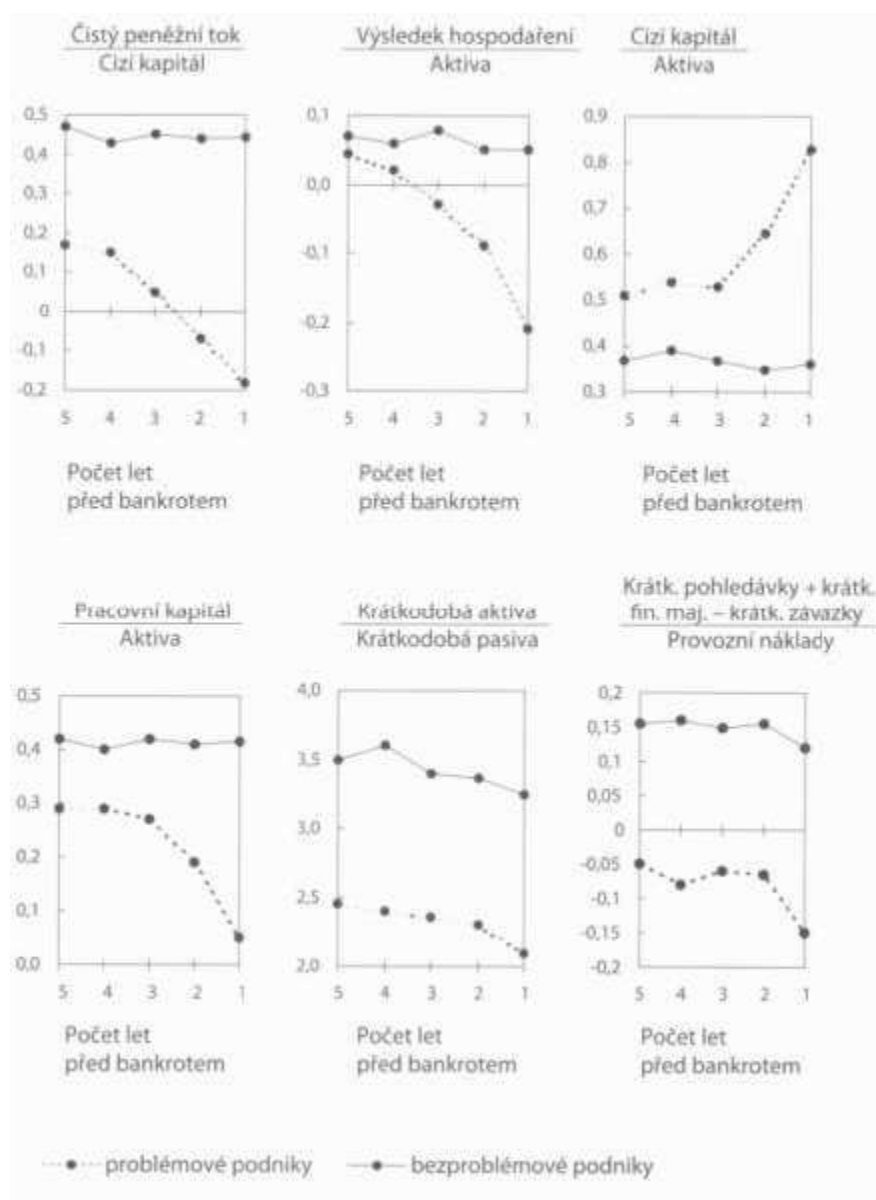 Čistý peněžní tok
Cizí kapitál
0,5
0,4
0,3
0,2
0,1
0
-0,1
-0,2
5 4 3 2 1
Počet let
před bankrotem
Výsledek hospodaření
Aktiva
0,1
0,0
-0,1
-0,2
-0,3
5 4 3 2 1
Počet let
před bankrotem
Cizí kapitál
Aktiva
0,9
0,8
0,7
0,6
0,5
0,4
0,3
5 4 3 2 1
Počet let
před bankrotem
Pracovní kapitál
Aktiva
0,5
0,4
0,3
0,2
0,1
0,0
5 4 3 2 1
Počet let
před bankrotem
Krátkodobá aktiva
Krátkodobá pasiva
4,0
3,5
3,0
2,5
2,0
5 4 3 2 1
Počet let
před bankrotem
Krátk. pohledávky + krátk.
fin. maj. – krátk. závazky
Provozní náklady
0,2
0,15
0,1
0,05
0
-0,05
-0,1
-0,15
-0,2
5 4 3 2 1
Počet let
před bankrotem
problémové podniky
bezproblémové podniky